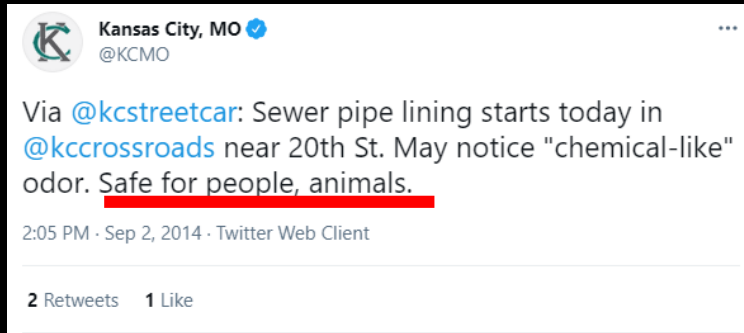 Kansas City, MO
@KCMO
Via @kcstreetcar: Sewer pipe lining starts today in
@kccrossroads near 20th St. May notice "chemical-like"
odor. Safe for people, animals.
2:05 PM · Sep 2, 2014 · Twitter Web Client
2 Retweets 1 Like